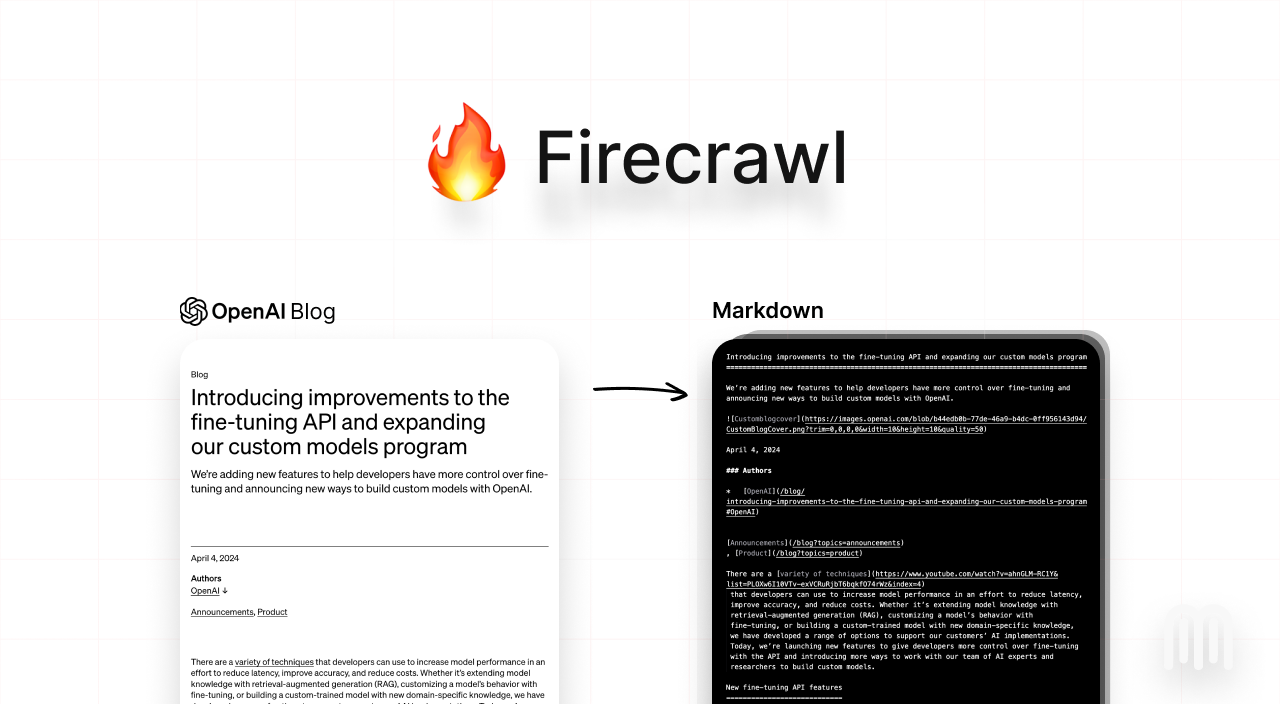 Firecrawl
OpenAI Blog
Blog
Introducing improvements to the
fine-tuning API and expanding
our custom models program
We're adding new features to help developers have more control over fine-
tuning and announcing new ways to build custom models with OpenAI.
April 4, 2024
Authors
OpenAI ↓
Announcements, Product
There are a variety of techniques that developers can use to increase model performance in an
effort to reduce latency, improve accuracy, and reduce costs. Whether it's extending model
knowledge with retrieval-augmented generation (RAG), customizing a model's behavior with
fine-tuning, or building a custom-trained model with new domain-specific knowledge, we have
Markdown
Introducing improvements to the fine-tuning API and expanding our custom models program
=======================================================================================
We're adding new features to help developers have more control over fine-tuning and
announcing new ways to build custom models with OpenAI.
![Customblogcover](https://images.openai.com/blob/b44edb0b-77de-46a9-b4dc-0ff956143d94/
CustomBlogCover.png?trim=0,0,0,0&width=10&height=10&quality=50)
April 4, 2024
### Authors
*   [OpenAI](/blog/
introducing-improvements-to-the-fine-tuning-api-and-expanding-our-custom-models-program
#OpenAI)
[Announcements](/blog?topics=announcements)
, [Product](/blog?topics=product)
There are a [variety of techniques](https://www.youtube.com/watch?v=ahnGLM-RC1Y&
list=PLOXw6I10VTv-exVCRuRjbT6bqkfO74rWz&index=4)
that developers can use to increase model performance in an effort to reduce latency,
improve accuracy, and reduce costs. Whether it's extending model knowledge with
retrieval-augmented generation (RAG), customizing a model's behavior with
fine-tuning, or building a custom-trained model with new domain-specific knowledge,
we have developed a range of options to support our customers' AI implementations.
Today, we're launching new features to give developers more control over fine-tuning
with the API and introducing more ways to work with our team of AI experts and
researchers to build custom models.
New fine-tuning API features
----------------------------